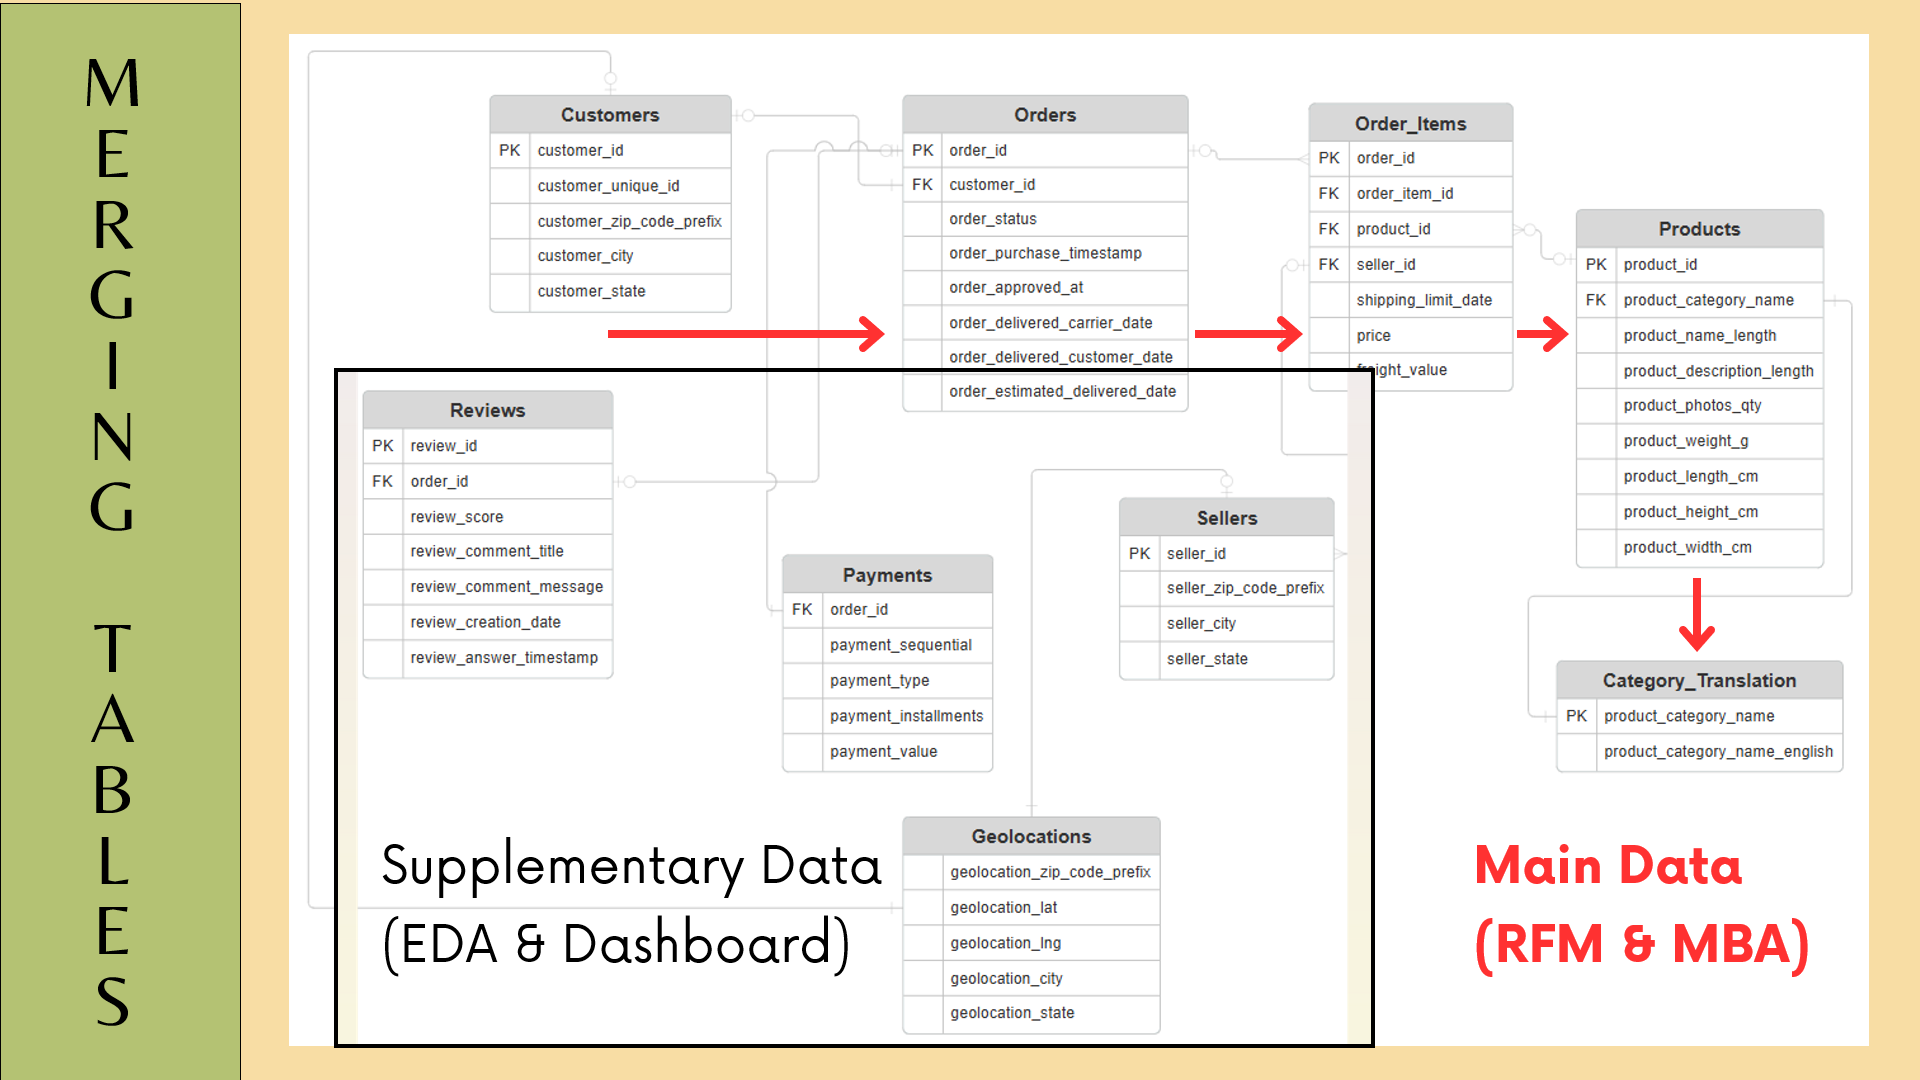 MERGING TABLES
Customers
PK customer_id
customer_unique_id
customer_zip_code_prefix
customer_city
customer_state
Orders
PK order_id
FK customer_id
order_status
order_purchase_timestamp
order_approved_at
order_delivered_carrier_date
order_delivered_customer_date
order_estimated_delivered_date
Order_Items
PK order_id
FK order_item_id
FK product_id
FK seller_id
shipping_limit_date
price
freight_value
Products
PK product_id
FK product_category_name
product_name_length
product_description_length
product_photos_qty
product_weight_g
product_length_cm
product_height_cm
product_width_cm
Reviews
PK review_id
FK order_id
review_score
review_comment_title
review_comment_message
review_creation_date
review_answer_timestamp
Payments
FK order_id
payment_sequential
payment_type
payment_installments
payment_value
Sellers
PK seller_id
seller_zip_code_prefix
seller_city
seller_state
Category_Translation
PK product_category_name
product_category_name_english
Geolocations
geolocation_zip_code_prefix
geolocation_lat
geolocation_lng
geolocation_city
geolocation_state
Supplementary Data
(EDA & Dashboard)
Main Data
(RFM & MBA)